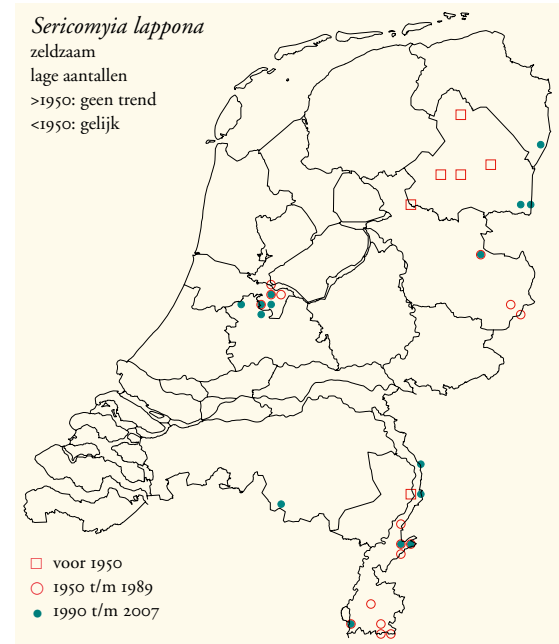 Sericomyia lappona
zeldzaam
lage aantallen
>1950: geen trend
<1950: gelijk
voor 1950
1950 t/m 1989
1990 t/m 2007